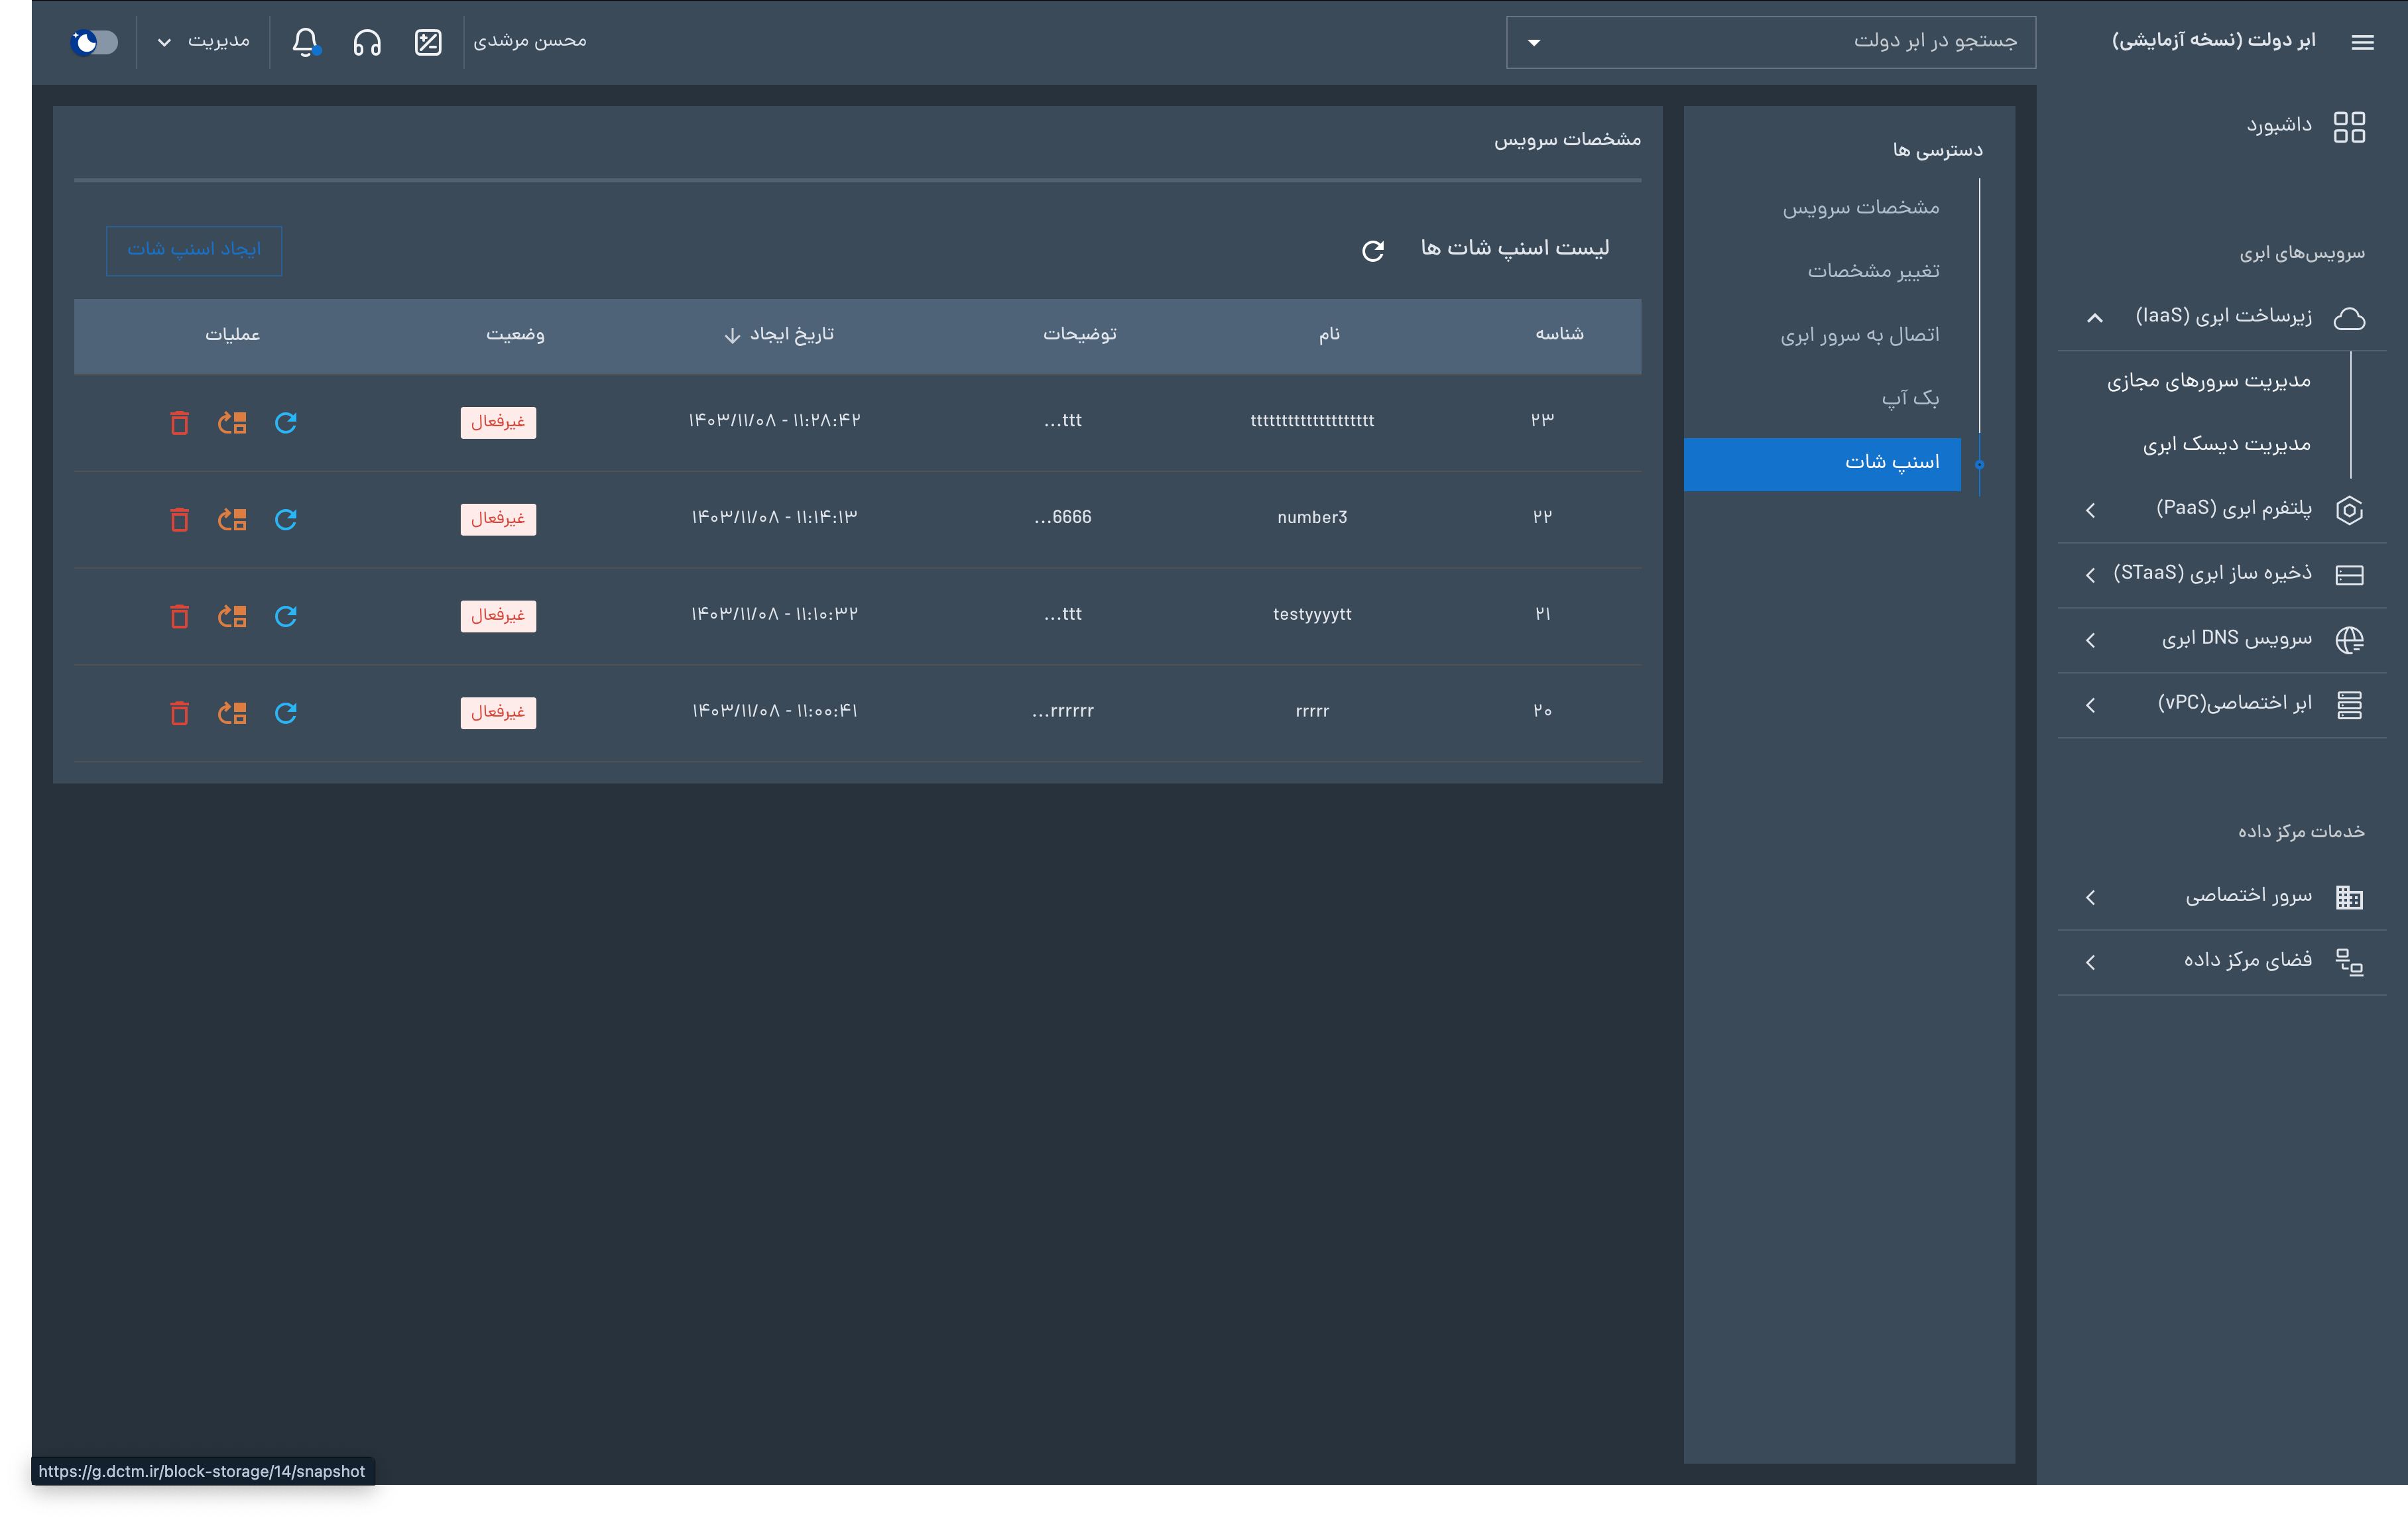 ابر دولت (نسخه آزمایشی)
جستجو در ابر دولت
محسن مرشدی
مدیریت
داشبورد
سرویس‌های ابری
زیرساخت ابری (IaaS)
مدیریت سرورهای مجازی
مدیریت دیسک ابری
پلتفرم ابری (PaaS)
ذخیره ساز ابری (STaaS)
سرویس DNS ابری
ابر اختصاصی(vPC)
خدمات مرکز داده
سرور اختصاصی
فضای مرکز داده
دسترسی ها
مشخصات سرویس
تغییر مشخصات
اتصال به سرور ابری
بک آپ
اسنپ شات
مشخصات سرویس
لیست اسنپ شات ها
ایجاد اسنپ شات
شناسه نام توضیحات تاریخ ایجاد وضعیت عملیات
۲۳ tttttttttttttttttttt ttt... ۱۴۰۳/۱۱/۰۸ - ۱۱:۲۸:۴۲ غیرفعال
۲۲ number3 6666... ۱۴۰۳/۱۱/۰۸ - ۱۱:۱۴:۱۳ غیرفعال
۲۱ testyyyytt ttt... ۱۴۰۳/۱۱/۰۸ - ۱۱:۱۰:۳۲ غیرفعال
۲۰ rrrrr rrrrrr... ۱۴۰۳/۱۱/۰۸ - ۱۱:۰۰:۴۱ غیرفعال
https://g.dctm.ir/block-storage/14/snapshot